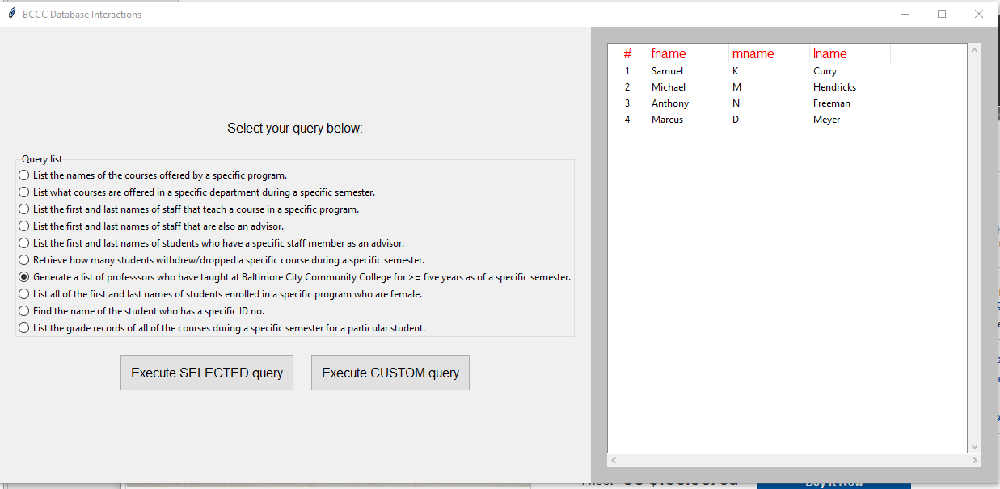 BCCC Database Interactions
Select your query below:
Query list
List the names of the courses offered by a specific program.
List what courses are offered in a specific department during a specific semester.
List the first and last names of staff that teach a course in a specific program.
List the first and last names of staff that are also an advisor.
List the first and last names of students who have a specific staff member as an advisor.
Retrieve how many students withdrew/dropped a specific course during a specific semester.
Generate a list of professsors who have taught at Baltimore City Community College for >= five years as of a specific semester.
List all of the first and last names of students enrolled in a specific program who are female.
Find the name of the student who has a specific ID no.
List the grade records of all of the courses during a specific semester for a particular student.
Execute SELECTED query Execute CUSTOM query
# fname mname lname
1 Samuel K Curry
2 Michael M Hendricks
3 Anthony N Freeman
4 Marcus D Meyer